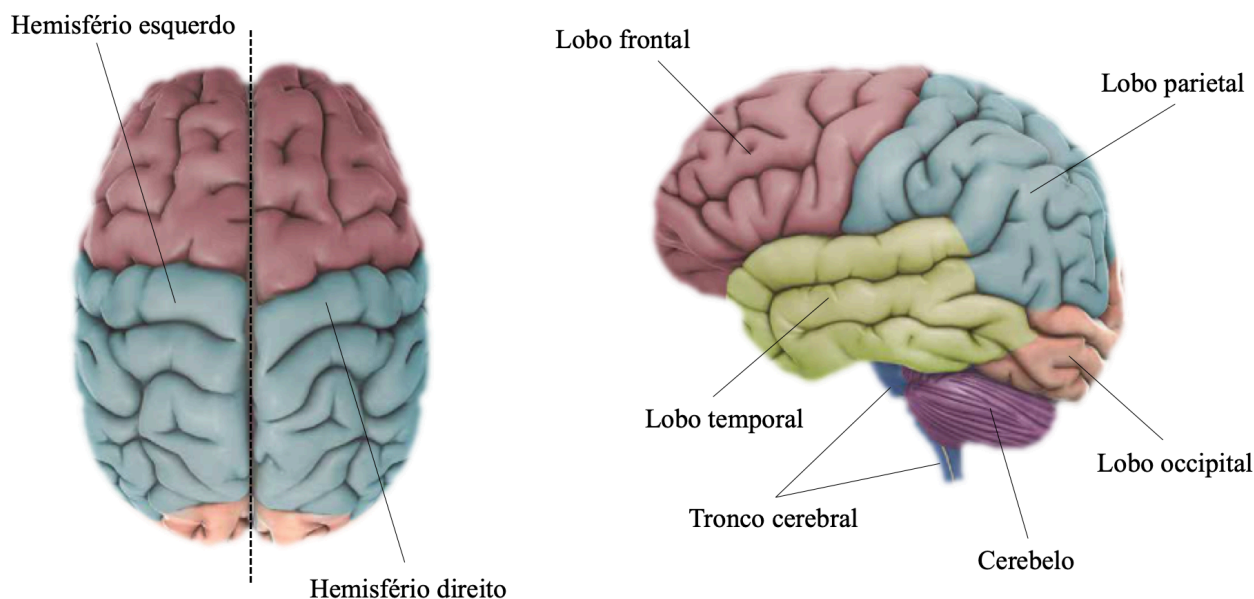 Hemisfério esquerdo
Hemisfério direito
Lobo frontal
Lobo parietal
Lobo temporal
Lobo occipital
Tronco cerebral
Cerebelo